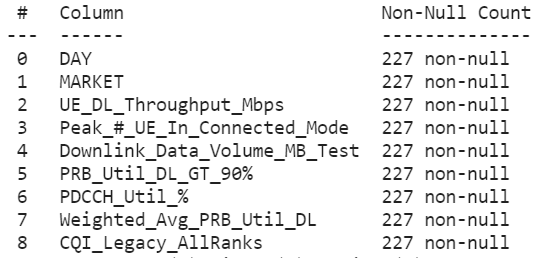 # Column Non-Null Count
--- ------ --------------
0 DAY 227 non-null
1 MARKET 227 non-null
2 UE_DL_Throughput_Mbps 227 non-null
3 Peak_#_UE_In_Connected_Mode 227 non-null
4 Downlink_Data_Volume_MB_Test 227 non-null
5 PRB_Util_DL_GT_90% 227 non-null
6 PDCCH_Util_% 227 non-null
7 Weighted_Avg_PRB_Util_DL 227 non-null
8 CQI_Legacy_AllRanks 227 non-null